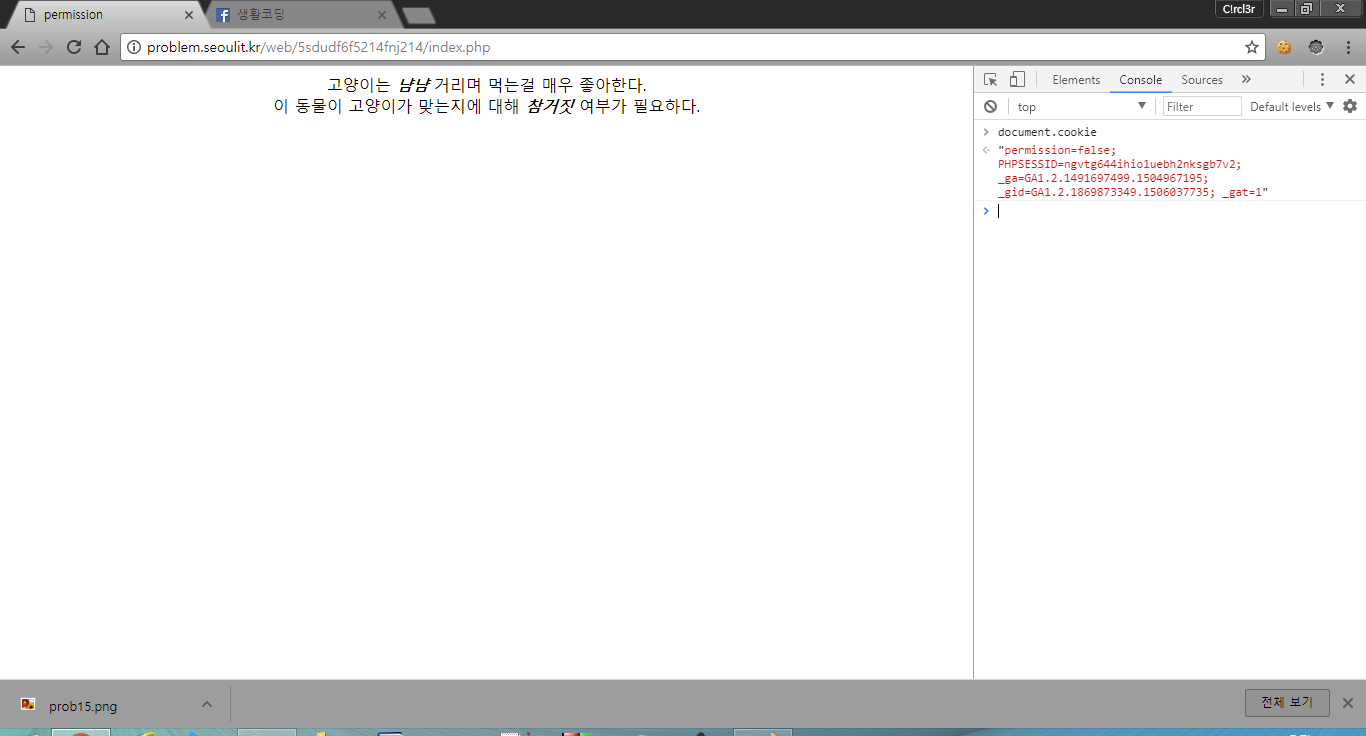 permission
생활코딩
C!rcl3r
problem.seoulit.kr/web/5sdudf6f5214fnj214/index.php
고양이는 냠냠 거리며 먹는걸 매우 좋아한다.
이 동물이 고양이가 맞는지에 대해 참거짓 여부가 필요하다.
Elements Console Sources
top Filter Default levels
document.cookie
"permission=false;
PHPSESSID=ngvtg644ihio1uebh2nksgb7v2;
_ga=GA1.2.1491697499.1504967195;
_gid=GA1.2.1869873349.1506037735; _gat=1"
prob15.png
전체 보기